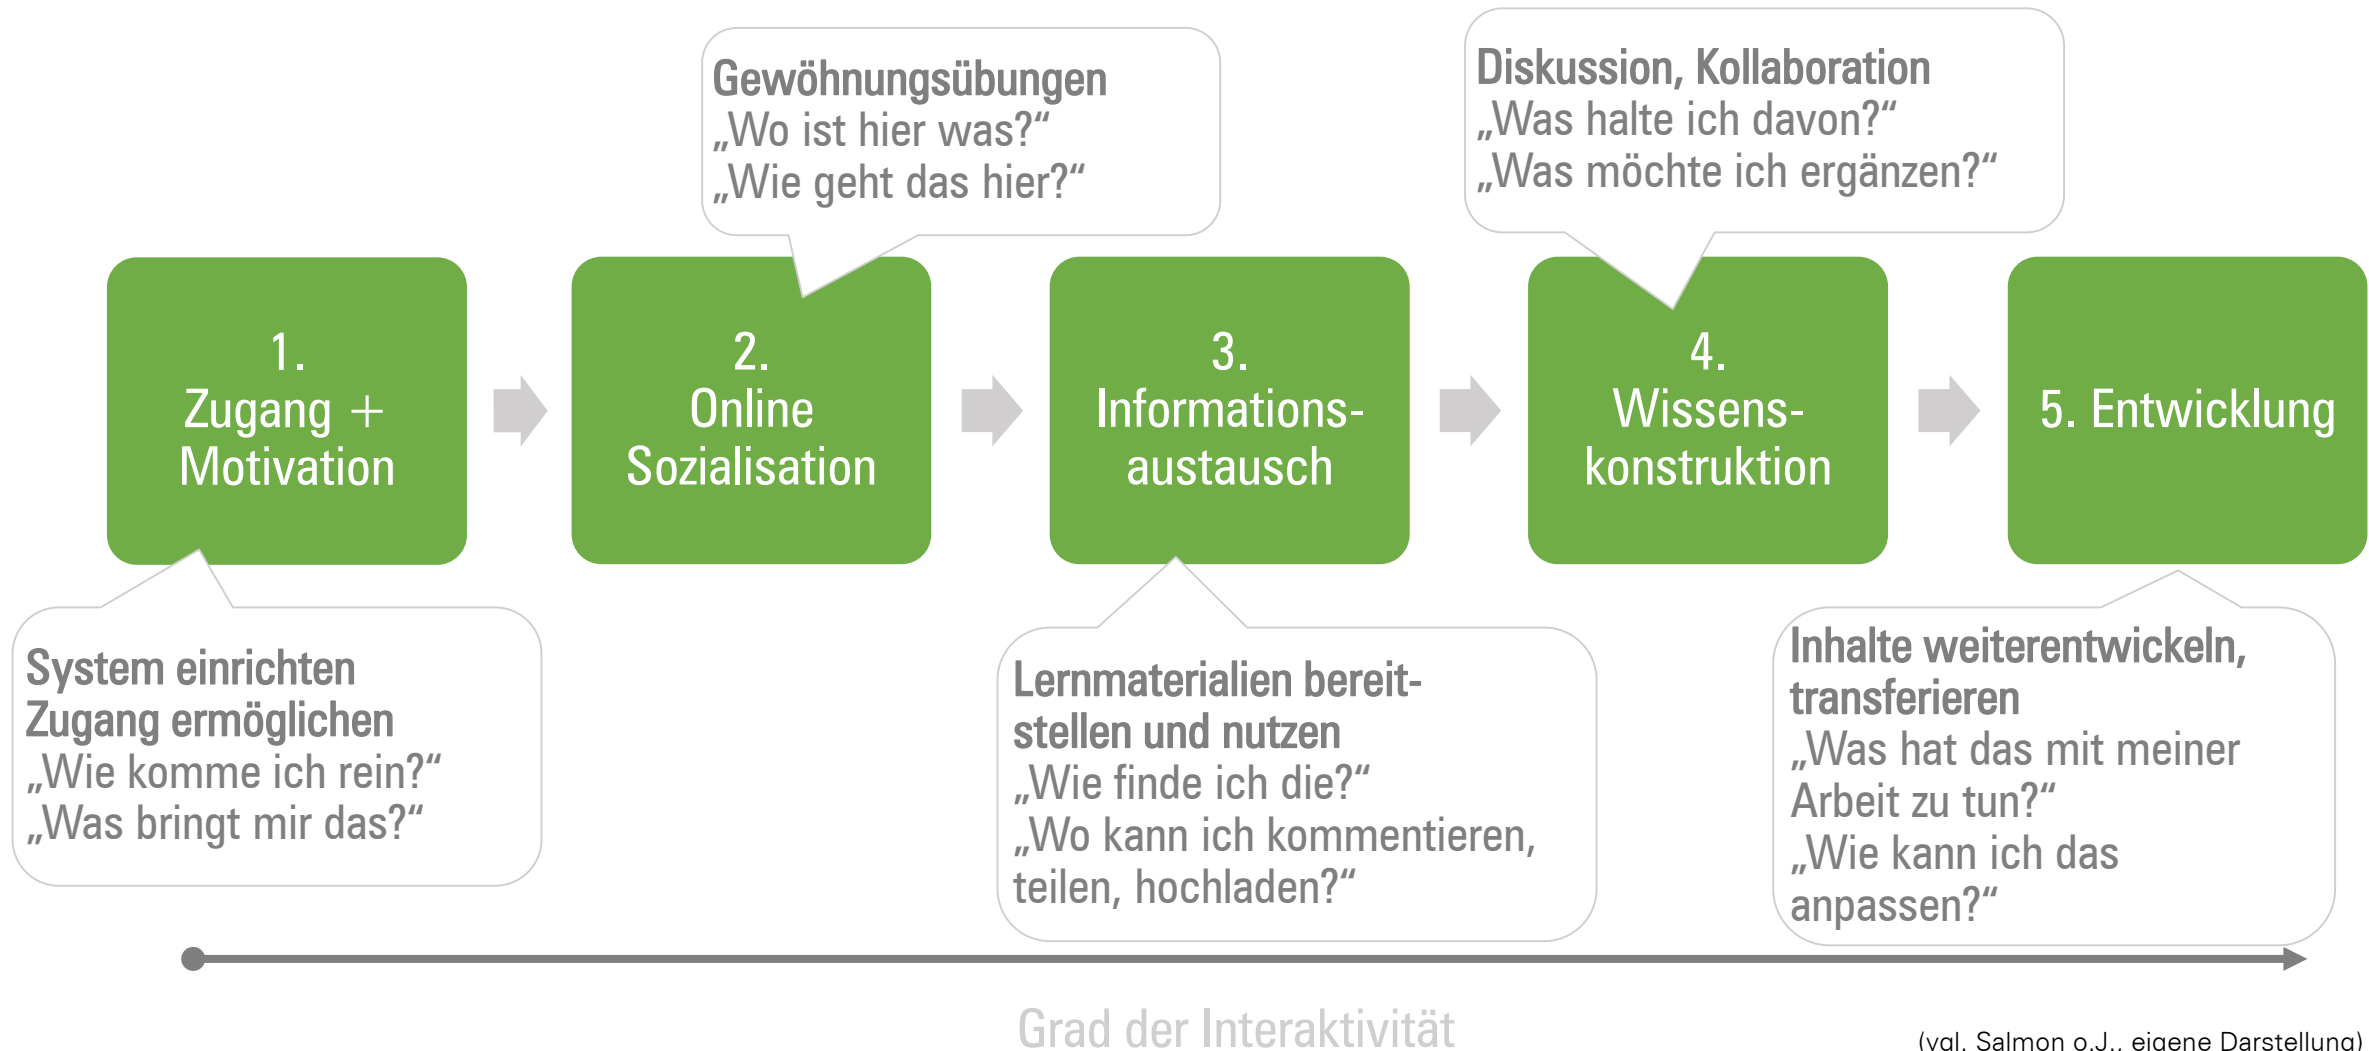 Gewöhnungsübungen
„Wo ist hier was?“
„Wie geht das hier?“
Diskussion, Kollaboration
„Was halte ich davon?“
„Was möchte ich ergänzen?“
1.
Zugang +
Motivation
2.
Online
Sozialisation
3.
Informations-
austausch
4.
Wissens-
konstruktion
5. Entwicklung
System einrichten
Zugang ermöglichen
„Wie komme ich rein?“
„Was bringt mir das?“
Lernmaterialien bereit-
stellen und nutzen
„Wie finde ich die?“
„Wo kann ich kommentieren,
teilen, hochladen?“
Inhalte weiterentwickeln,
transferieren
„Was hat das mit meiner
Arbeit zu tun?“
„Wie kann ich das
anpassen?“
Grad der Interaktivität
(vgl. Salmon o.J., eigene Darstellung)